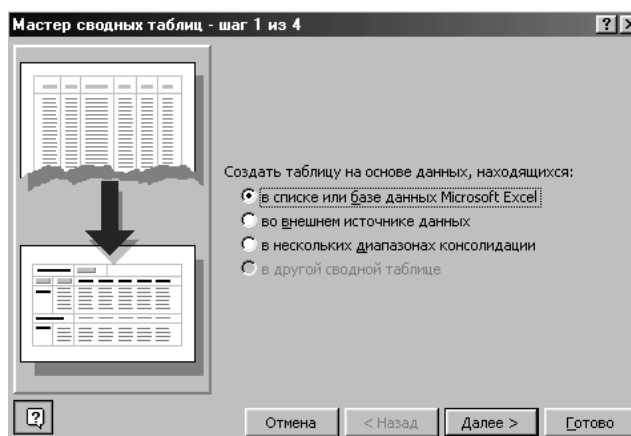 Мастер сводных таблиц - шаг 1 из 4
Создать таблицу на основе данных, находящихся:
в списке или базе данных Microsoft Excel
во внешнем источнике данных
в нескольких диапазонах консолидации
в другой сводной таблице
Отмена < Назад Далее > Готово